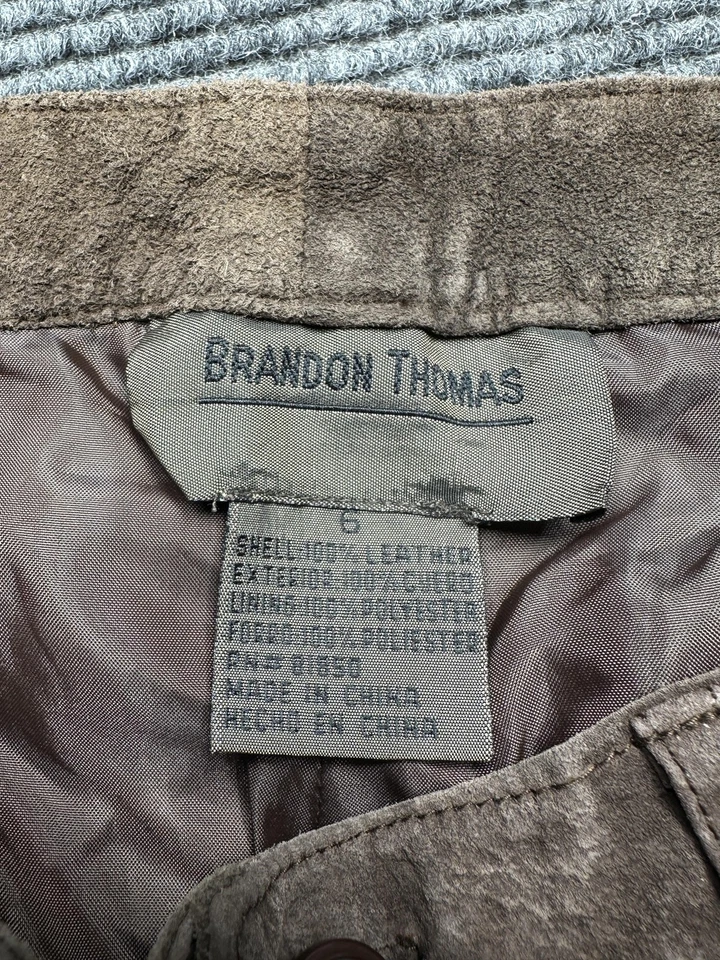 BRANDON THOMAS
6
SHELL-100% LEATHER
EXTERIOR-100% CUERO
LINING-100% POLYESTER
FORRO-100% POLIESTER
RN# 81850
MADE IN CHINA
HECHO EN CHINA